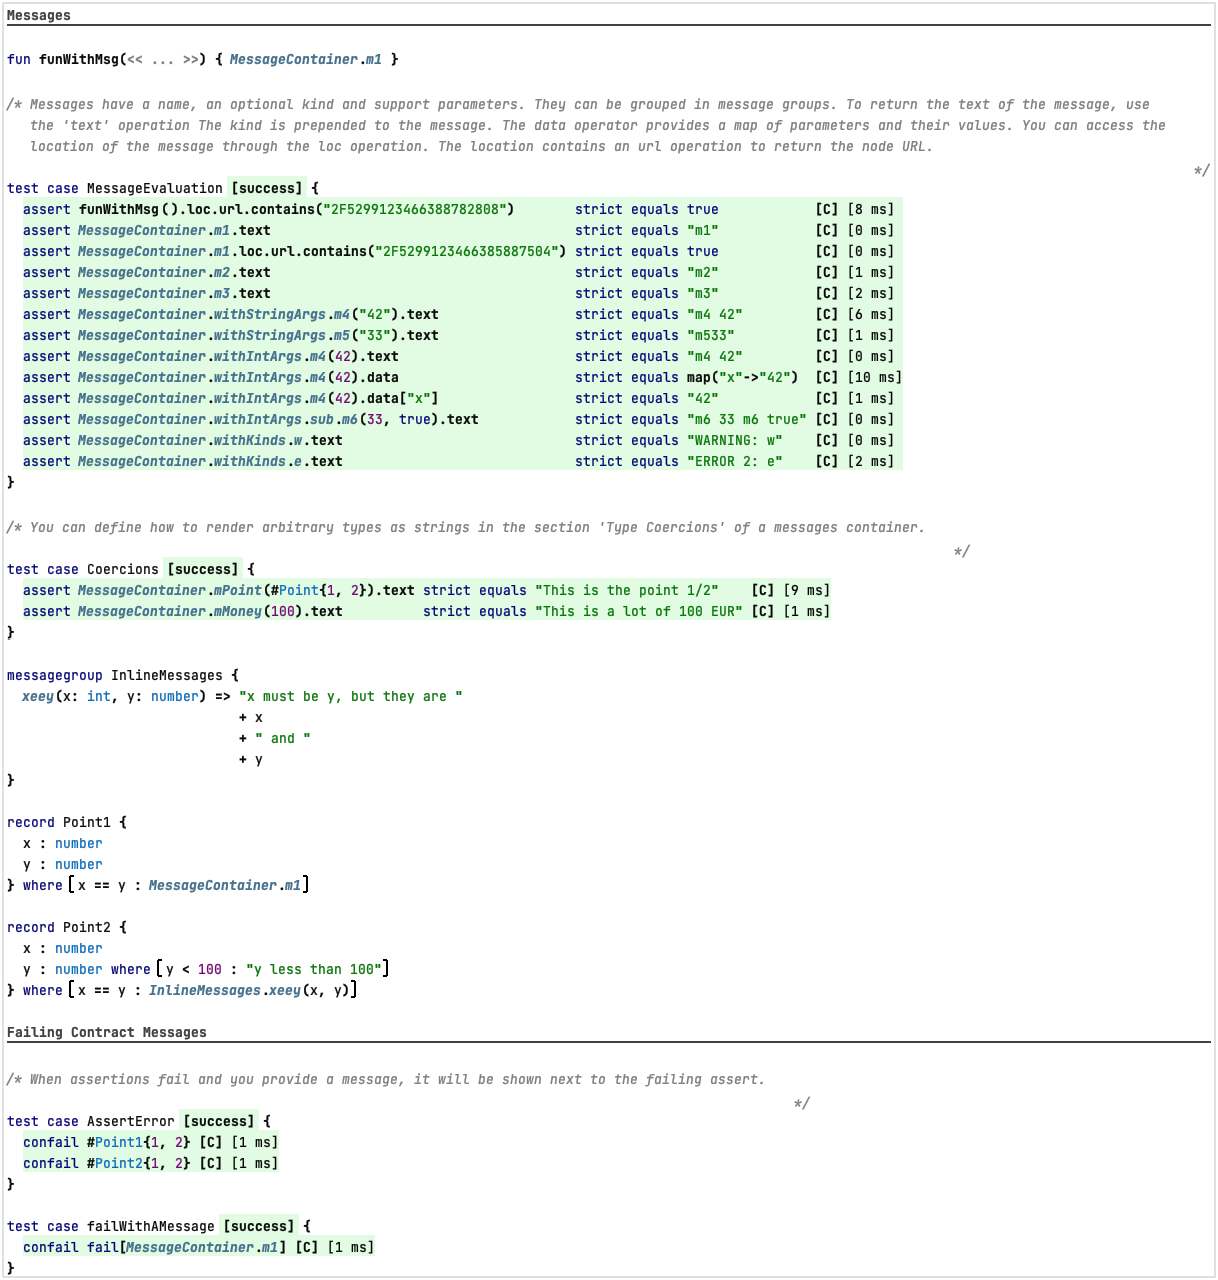 Messages
fun funWithMsg(<< ... >>) { MessageContainer.m1 }
/* Messages have a name, an optional kind and support parameters. They can be grouped in message groups. To return the text of the message, use
the 'text' operation The kind is prepended to the message. The data operator provides a map of parameters and their values. You can access the
location of the message through the loc operation. The location contains an url operation to return the node URL.
*/
test case MessageEvaluation [success] {
assert funWithMsg().loc.url.contains("2F5299123466388782808") strict equals true [C] [8 ms]
assert MessageContainer.m1.text strict equals "m1" [C] [0 ms]
assert MessageContainer.m1.loc.url.contains("2F5299123466385887504") strict equals true [C] [0 ms]
assert MessageContainer.m2.text strict equals "m2" [C] [1 ms]
assert MessageContainer.m3.text strict equals "m3" [C] [2 ms]
assert MessageContainer.withStringArgs.m4("42").text strict equals "m4 42" [C] [6 ms]
assert MessageContainer.withStringArgs.m5("33").text strict equals "m533" [C] [1 ms]
assert MessageContainer.withIntArgs.m4(42).text strict equals "m4 42" [C] [0 ms]
assert MessageContainer.withIntArgs.m4(42).data strict equals map("x"->"42") [C] [10 ms]
assert MessageContainer.withIntArgs.m4(42).data["x"] strict equals "42" [C] [1 ms]
assert MessageContainer.withIntArgs.sub.m6(33, true).text strict equals "m6 33 m6 true" [C] [0 ms]
assert MessageContainer.withKinds.w.text strict equals "WARNING: w" [C] [0 ms]
assert MessageContainer.withKinds.e.text strict equals "ERROR 2: e" [C] [2 ms]
}
/* You can define how to render arbitrary types as strings in the section 'Type Coercions' of a messages container.
*/
test case Coercions [success] {
assert MessageContainer.mPoint(#Point{1, 2}).text strict equals "This is the point 1/2" [C] [9 ms]
assert MessageContainer.mMoney(100).text strict equals "This is a lot of 100 EUR" [C] [1 ms]
}
messagegroup InlineMessages {
xeey(x: int, y: number) => "x must be y, but they are "
+ x
+ " and "
+ y
}
record Point1 {
x : number
y : number
} where [x == y : MessageContainer.m1]
record Point2 {
x : number
y : number where [y < 100 : "y less than 100"]
} where [x == y : InlineMessages.xeey(x, y)]
Failing Contract Messages
/* When assertions fail and you provide a message, it will be shown next to the failing assert.
*/
test case AssertError [success] {
confail #Point1{1, 2} [C] [1 ms]
confail #Point2{1, 2} [C] [1 ms]
}
test case failWithAMessage [success] {
confail fail[MessageContainer.m1] [C] [1 ms]
}